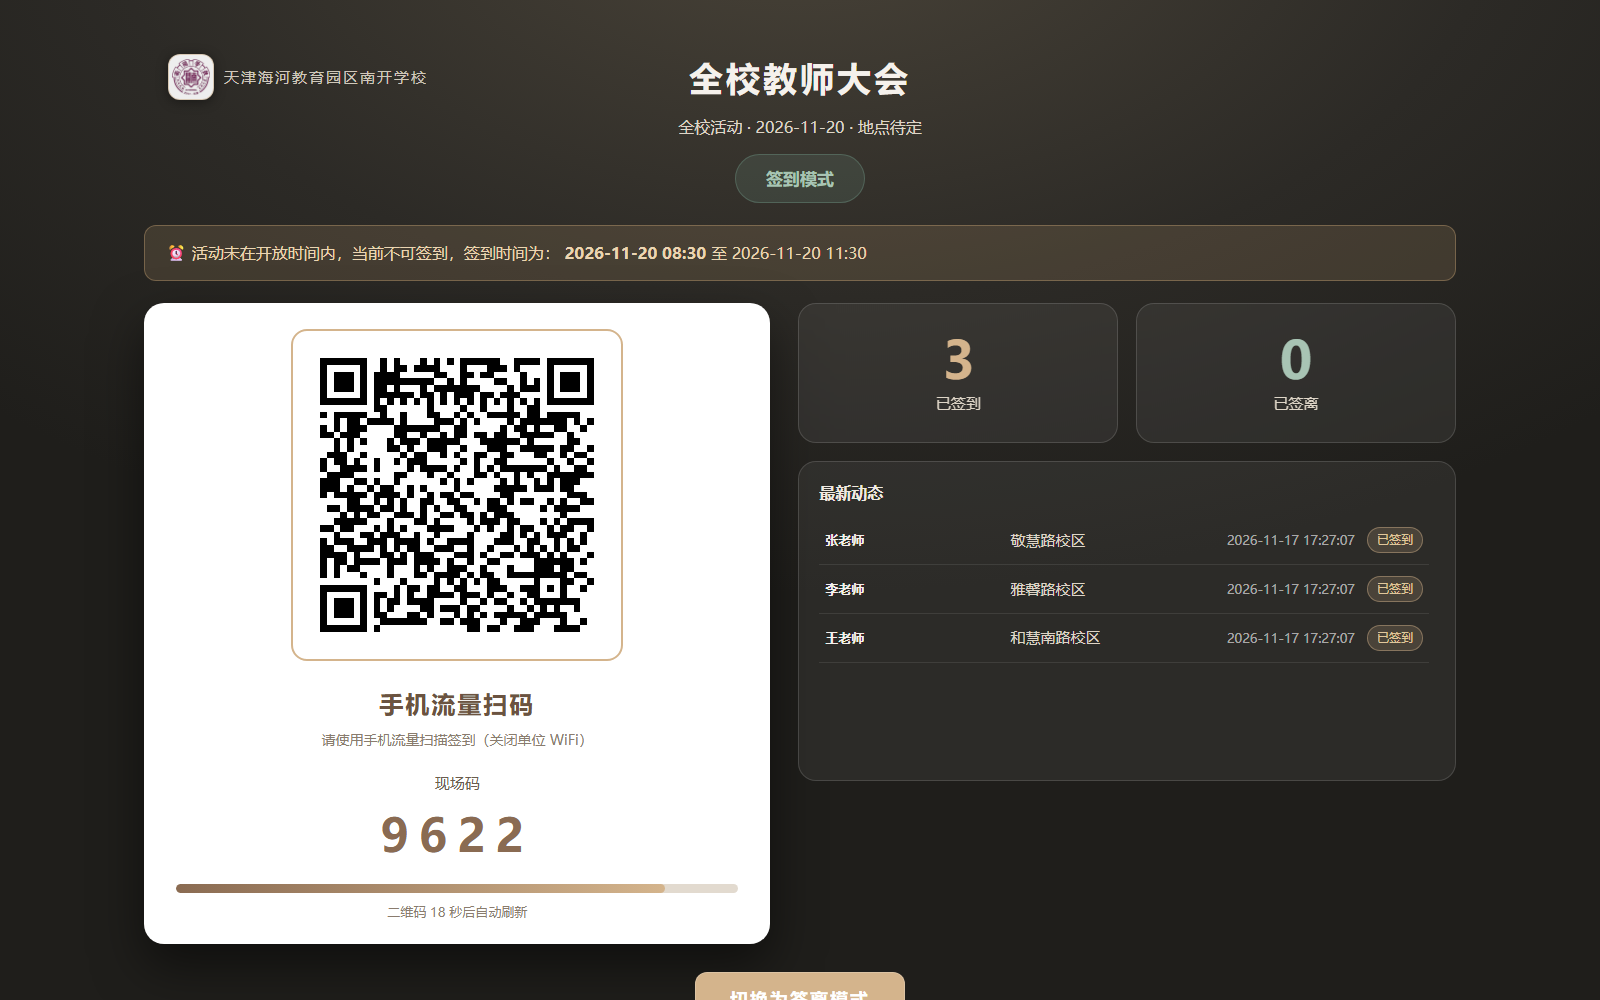 天津海河教育园区南开学校
全校教师大会
全校活动 · 2026-11-20 · 地点待定
签到模式
⏰ 活动未在开放时间内，当前不可签到，签到时间为： 2026-11-20 08:30 至 2026-11-20 11:30
3
已签到
0
已签离
手机流量扫码
请使用手机流量扫描签到（关闭单位 WiFi）
现场码
9622
二维码 18 秒后自动刷新
最新动态
张老师 敬慧路校区 2026-11-17 17:27:07 已签到
李老师 雅馨路校区 2026-11-17 17:27:07 已签到
王老师 和慧南路校区 2026-11-17 17:27:07 已签到
切换为签离模式